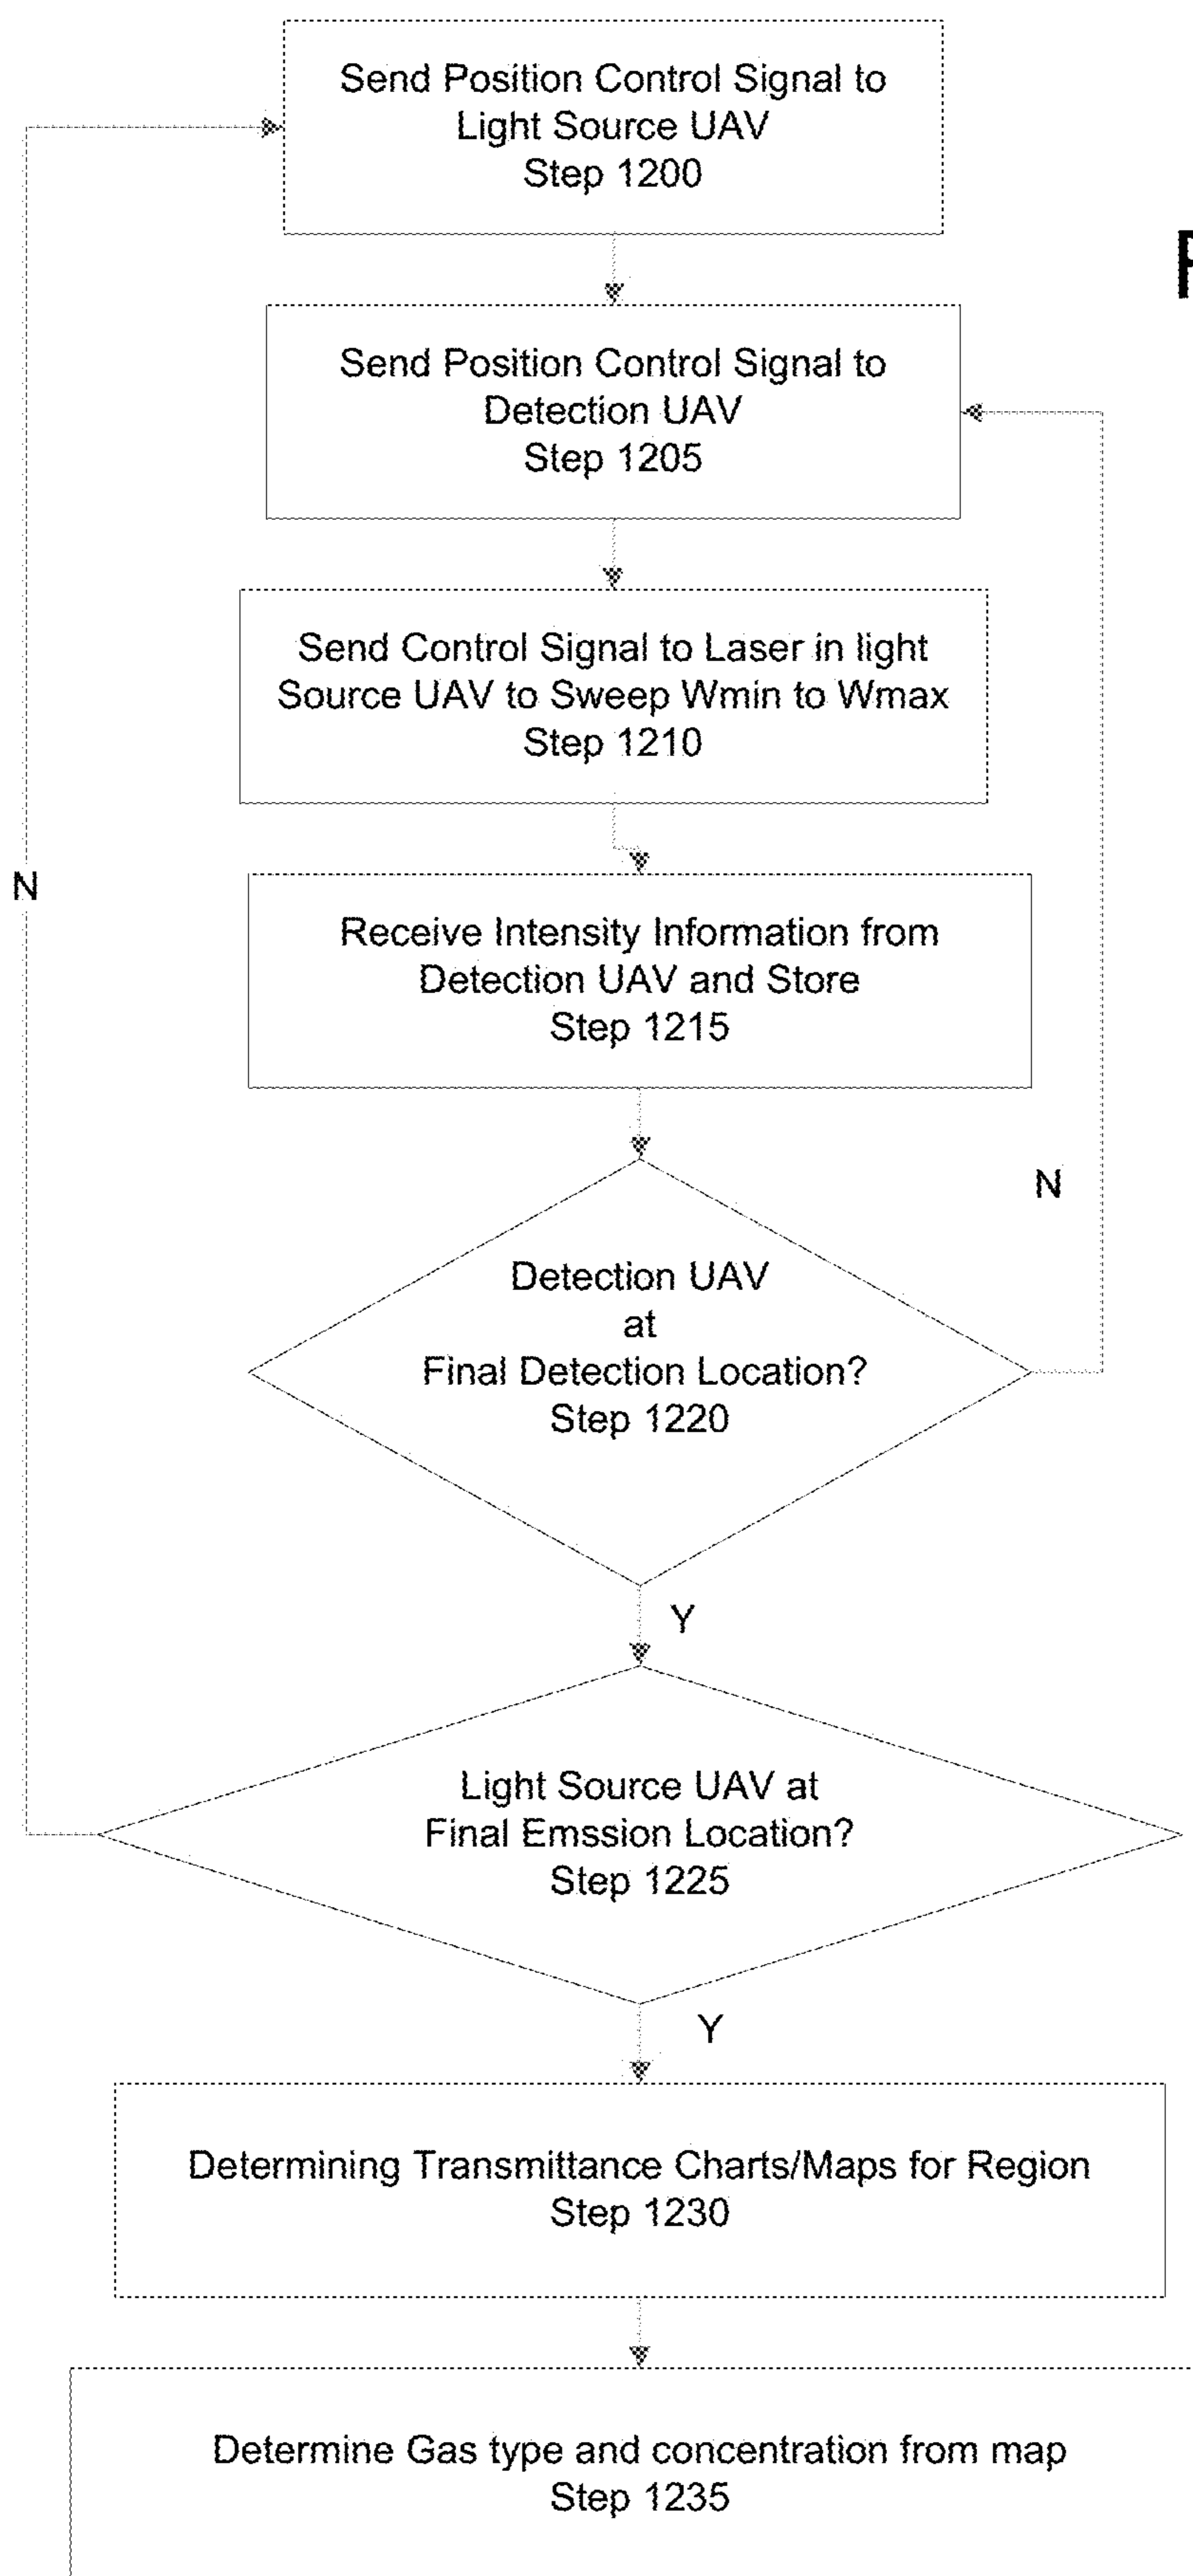 Send Position Control Signal to
Light Source UAV
Step 1200
Send Position Control Signal to
Detection UAV
Step 1205
Send Control Signal to Laser in light
Source UAV to Sweep Wmin to Wmax
Step 1210
N
Receive Intensity Information from
Detection UAV and Store
Step 1215
N
Detection UAV
at
Final Detection Location?
Step 1220
Y
Light Source UAV at
Final Emssion Location?
Step 1225
Y
Determining Transmittance Charts/Maps for Region
Step 1230
Determine Gas type and concentration from map
Step 1235